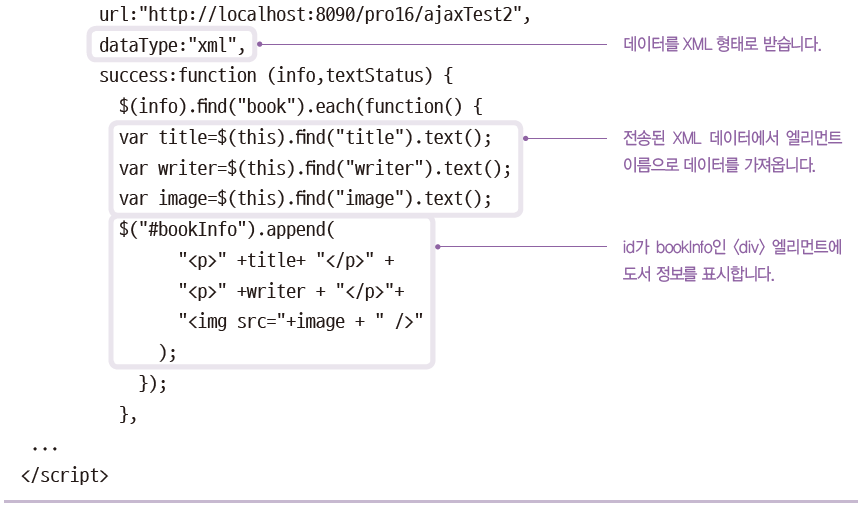 url:"http://localhost:8090/pro16/ajaxTest2",
dataType:"xml",
데이터를 XML 형태로 받습니다.
success:function (info,textStatus) {
$(info).find("book").each(function() {
var title=$(this).find("title").text();
전송된 XML 데이터에서 엘리먼트
var writer=$(this).find("writer").text();
이름으로 데이터를 가져옵니다.
var image=$(this).find("image").text();
$("#bookInfo").append(
id가 bookInfo인 <div> 엘리먼트에
"<p>" +title+ "</p>" +
도서 정보를 표시합니다.
"<p>" +writer + "</p>"+
"<img src="+image + " />"
);
});
},
...
</script>